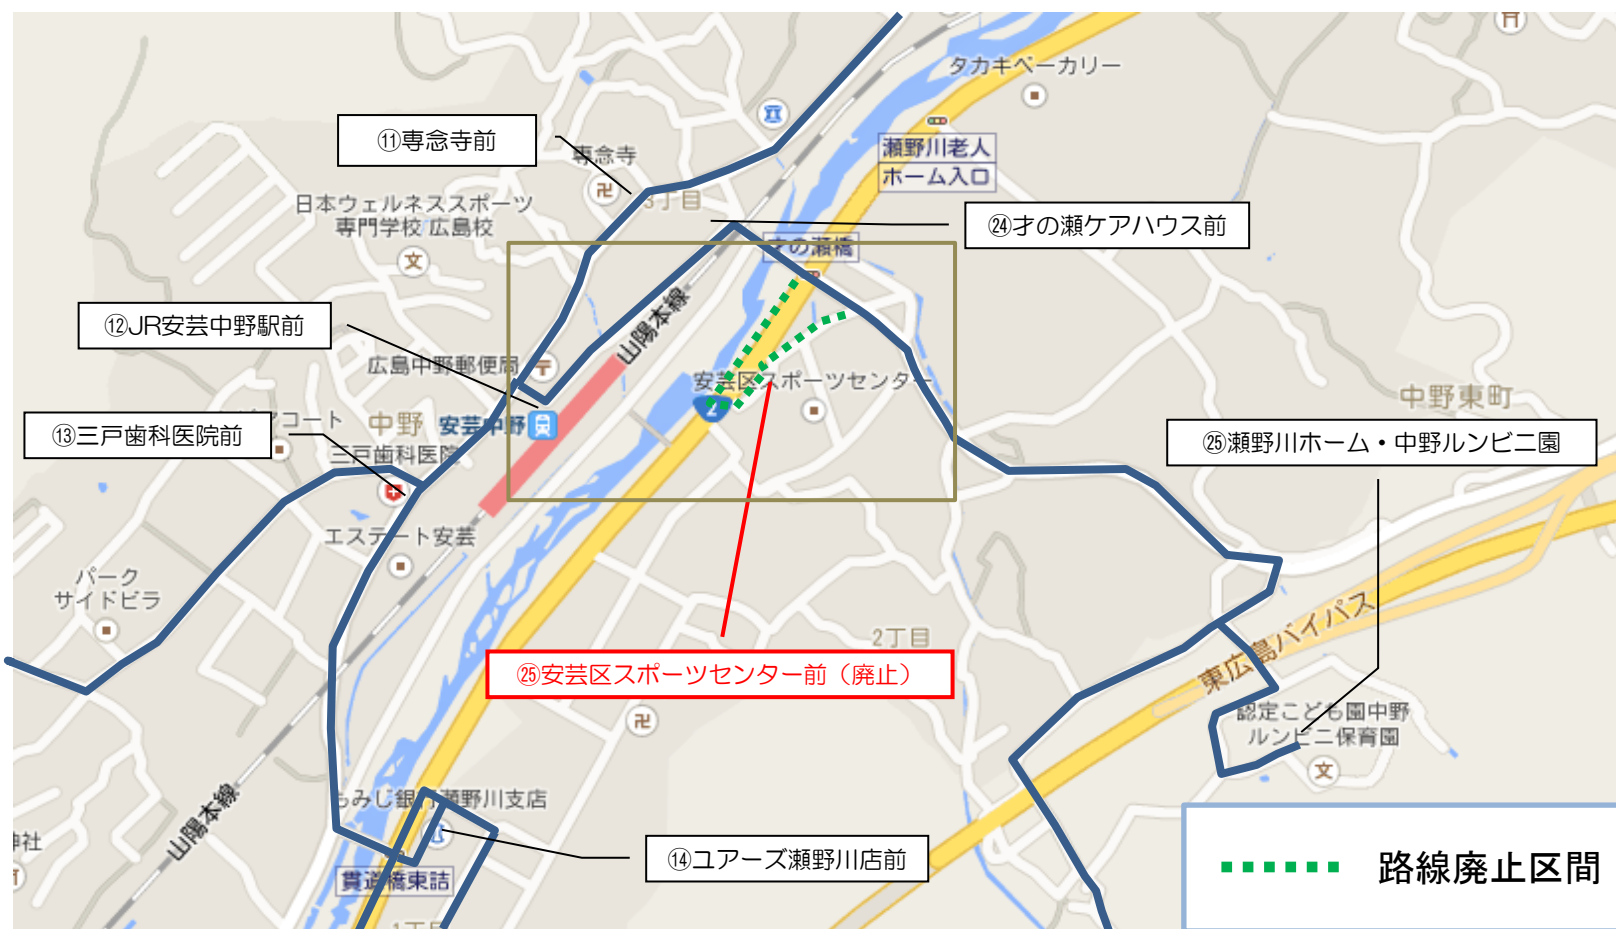 タカキベーカリー
⑪専念寺前
瀬野川老人
ホーム入口
専念寺
3丁目
日本ウェルネススポーツ
専門学校 広島校
㉔才の瀬ケアハウス前
才の瀬橋
山陽本線
⑫JR安芸中野駅前
広島中野郵便局
安芸区スポーツセンター
2
中野東町
中野
安芸中野
コート
⑬三戸歯科医院前
三戸歯科医院
㉕瀬野川ホーム・中野ルンビニ園
エステート安芸
パーク
サイドビラ
東広島バイパス
2丁目
㉕安芸区スポーツセンター前（廃止）
認定こども園中野
ルンビニ保育園
もみじ銀行瀬野川支店
山陽本線
神社
⑭ユアーズ瀬野川店前
貫道橋東詰
1丁目
路線廃止区間